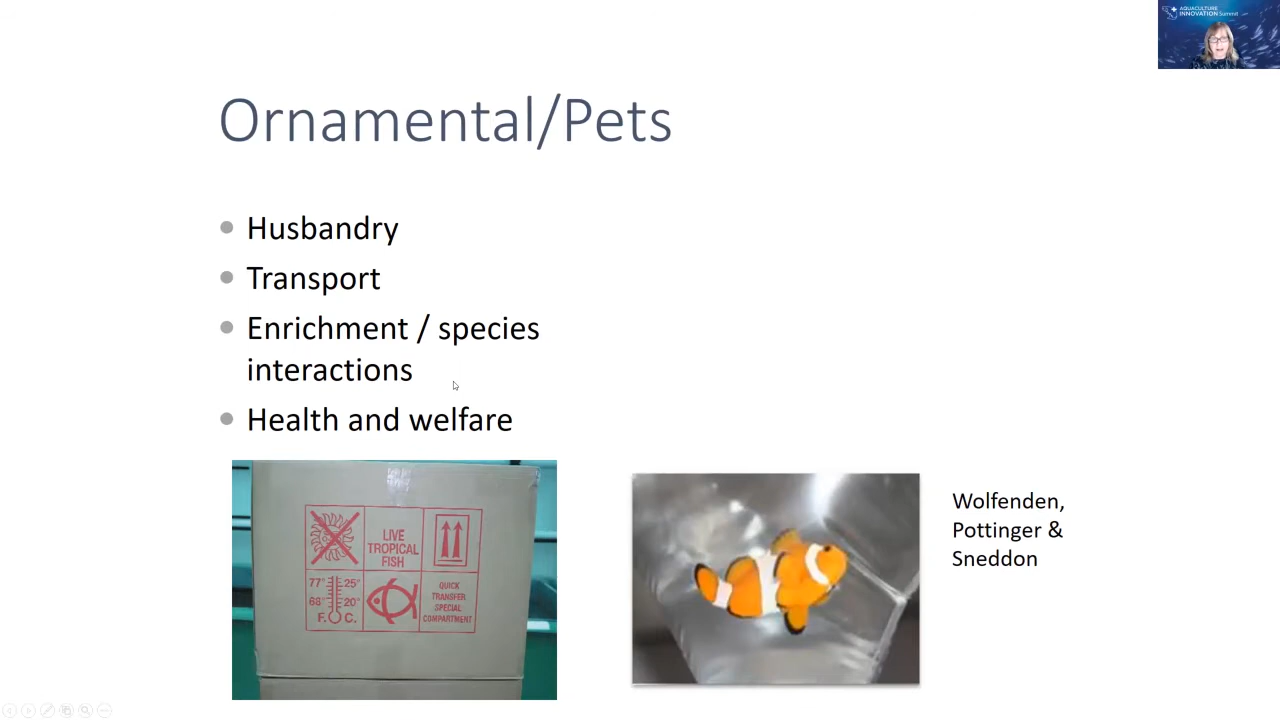 AQUACULTURE
INNOVATION Summit
Ornamental/Pets
Husbandry
Transport
Enrichment / species
interactions
Health and welfare
LIVE
TROPICAL
FISH
77° 25°
68° 20°
F. C.
QUICK
TRANSFER
SPECIAL
COMPARTMENT
Wolfenden,
Pottinger &
Sneddon